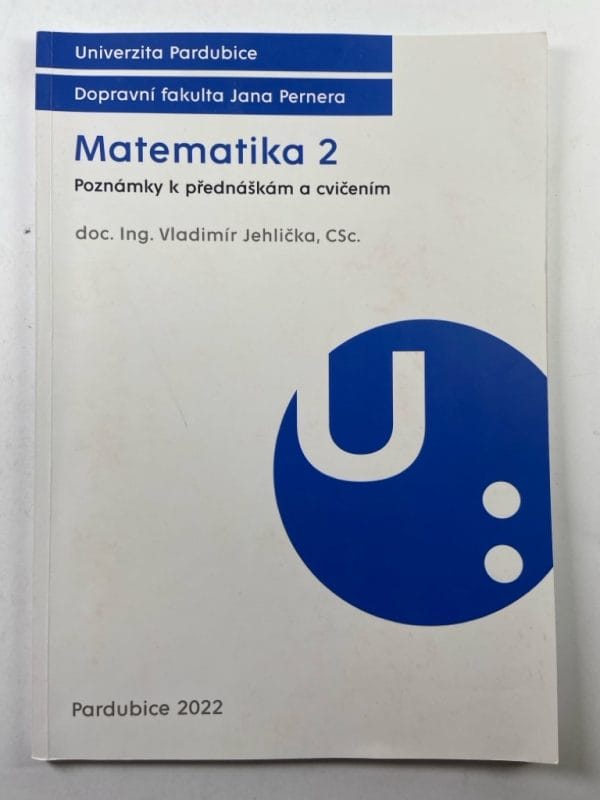 Univerzita Pardubice
Dopravní fakulta Jana Pernera
Matematika 2
Poznámky k přednáškám a cvičením
doc. Ing. Vladimír Jehlička, CSc.
U:
Pardubice 2022